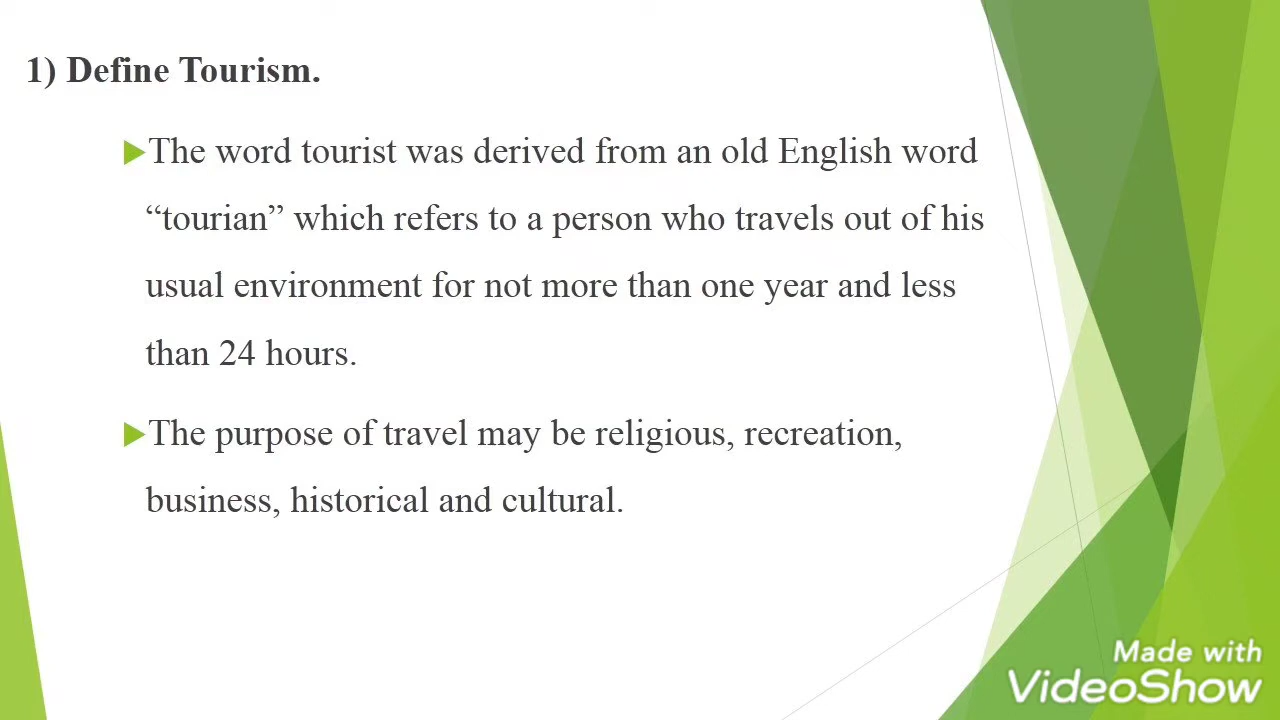 1) Define Tourism.
The word tourist was derived from an old English word
“tourian” which refers to a person who travels out of his
usual environment for not more than one year and less
than 24 hours.
The purpose of travel may be religious, recreation,
business, historical and cultural.
Made with
VideoShow